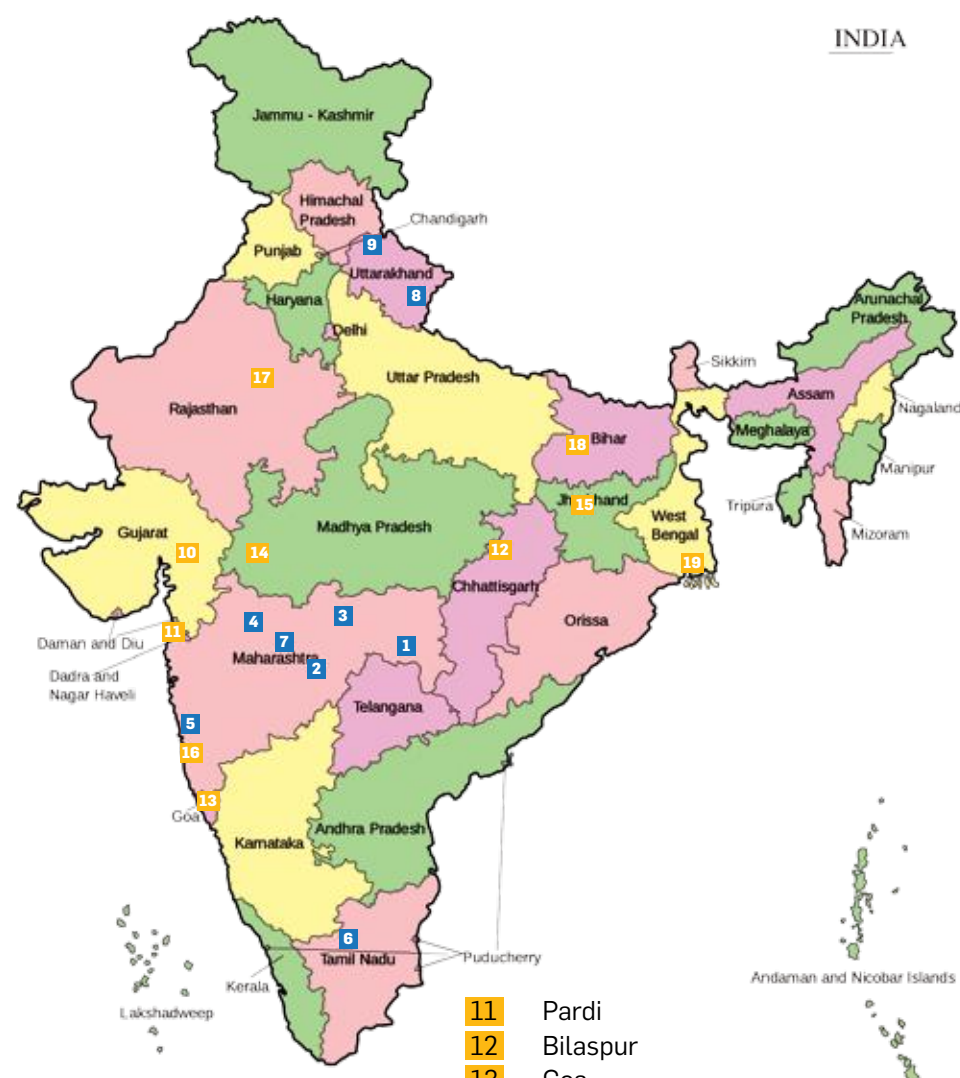 INDIA
Jammu - Kashmir
Himachal
Pradesh
Chandigarh
Punjab
9
Uttarakhand
8
Haryana
Arunachal
Pradesh
Delhi
Sikkim
17
Uttar Pradesh
Assam
Rajasthan
Nagaland
Meghalaya
18
Bihar
Manipur
15
Tripura
Gujarat
Madhya Pradesh
West
Bengal
Mizoram
10
14
12
19
Chhattisgarh
4
3
Orissa
11
7
1
Daman and Diu
Maharashtra
2
Dadra and
Nagar Haveli
Telangana
5
16
13
Goa
Andhra Pradesh
Karnataka
6
Tamil Nadu
Puducherry
Kerala
Andaman and Nicobar Islands
Lakshadweep
11 Pardi
12 Bilaspur
13 Goa